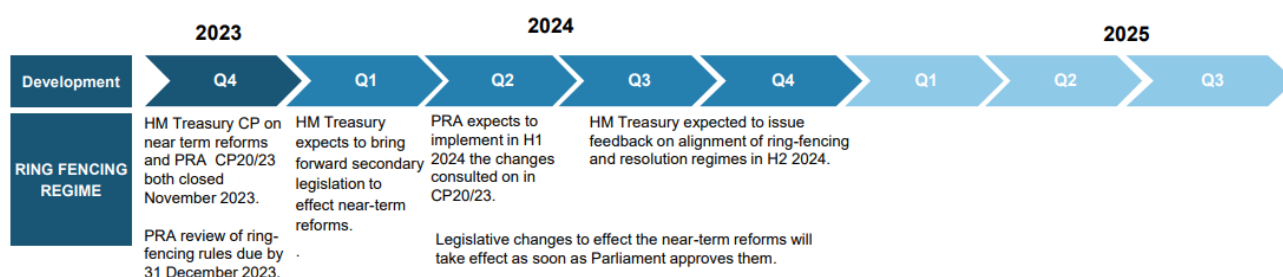 2023
2024
2025
Development
Q4
Q1
Q2
Q3
Q4
Q1
Q2
Q3
RING FENCING
REGIME
HM Treasury CP on
near term reforms
and PRA CP20/23
both closed
November 2023.
PRA review of ring-
fencing rules due by
31 December 2023.
HM Treasury
expects to bring
forward secondary
legislation to
effect near-term
reforms.
.
PRA expects to
implement in H1
2024 the changes
consulted on in
CP20/23.
HM Treasury expected to issue
feedback on alignment of ring-fencing
and resolution regimes in H2 2024.
Legislative changes to effect the near-term reforms will
take effect as soon as Parliament approves them.